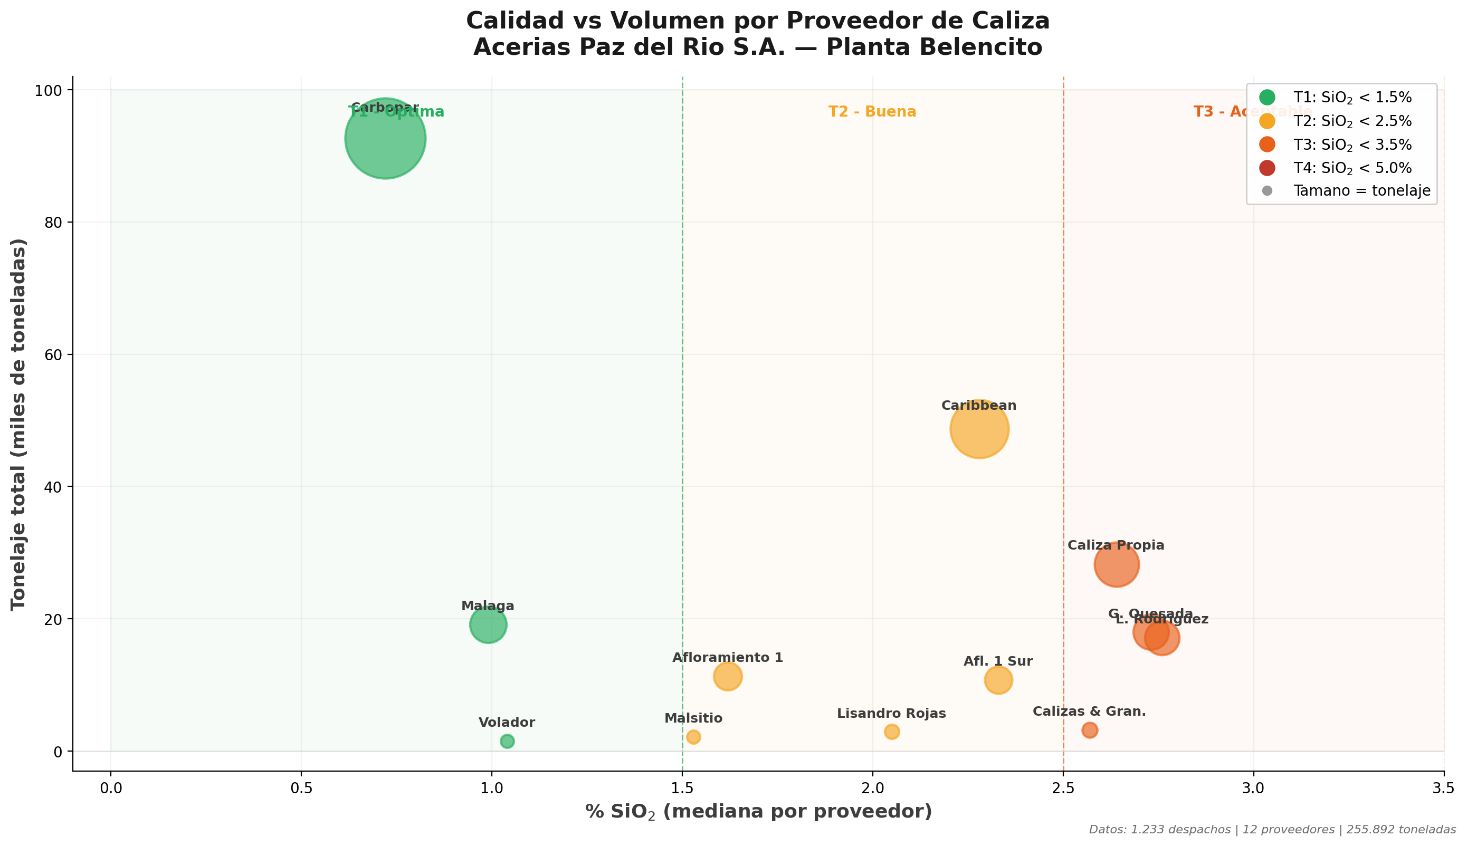 Calidad vs Volumen por Proveedor de Caliza
Acerias Paz del Rio S.A. — Planta Belencito
Tonelaje total (miles de toneladas)
100
80
60
40
20
0
Carbopar
T1 - Optima
T2 - Buena
T3 - Aceptable
T1: SiO₂ < 1.5%
T2: SiO₂ < 2.5%
T3: SiO₂ < 3.5%
T4: SiO₂ < 5.0%
Tamano = tonelaje
Caribbean
Caliza Propia
Malaga
G. Quesada
L. Rodriguez
Afloramiento 1
Afl. 1 Sur
Volador
Malsitio
Lisandro Rojas
Calizas & Gran.
0.0 0.5 1.0 1.5 2.0 2.5 3.0 3.5
% SiO₂ (mediana por proveedor)
Datos: 1.233 despachos | 12 proveedores | 255.892 toneladas